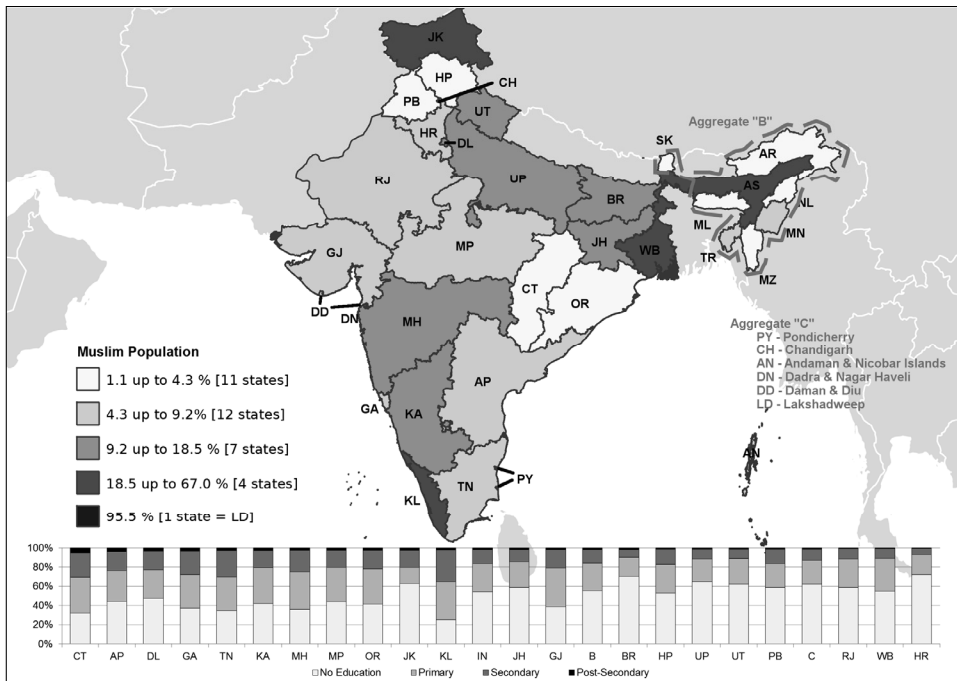 JK
HP
CH
PB
UT
HR
DL
Aggregate "B"
SK
AR
RJ
UP
AS
BR
NL
ML
MN
GJ
MP
JH
WB
TR
MZ
CT
OR
DD
DN
MH
Aggregate "C"
PY - Pondicherry
CH - Chandigarh
AN - Andaman & Nicobar Islands
DN - Dadra & Nagar Haveli
DD - Daman & Diu
LD - Lakshadweep
Muslim Population
1.1 up to 4.3 % [11 states]
4.3 up to 9.2% [12 states]
9.2 up to 18.5 % [7 states]
18.5 up to 67.0 % [4 states]
95.5 % [1 state = LD]
AP
GA
KA
AN
TN
PY
KL
100%
80%
60%
40%
20%
0%
CT AP DL GA TN KA MH MP OR JK KL IN JH GJ B BR HP UP UT PB C RJ WB HR
No Education Primary Secondary Post-Secondary